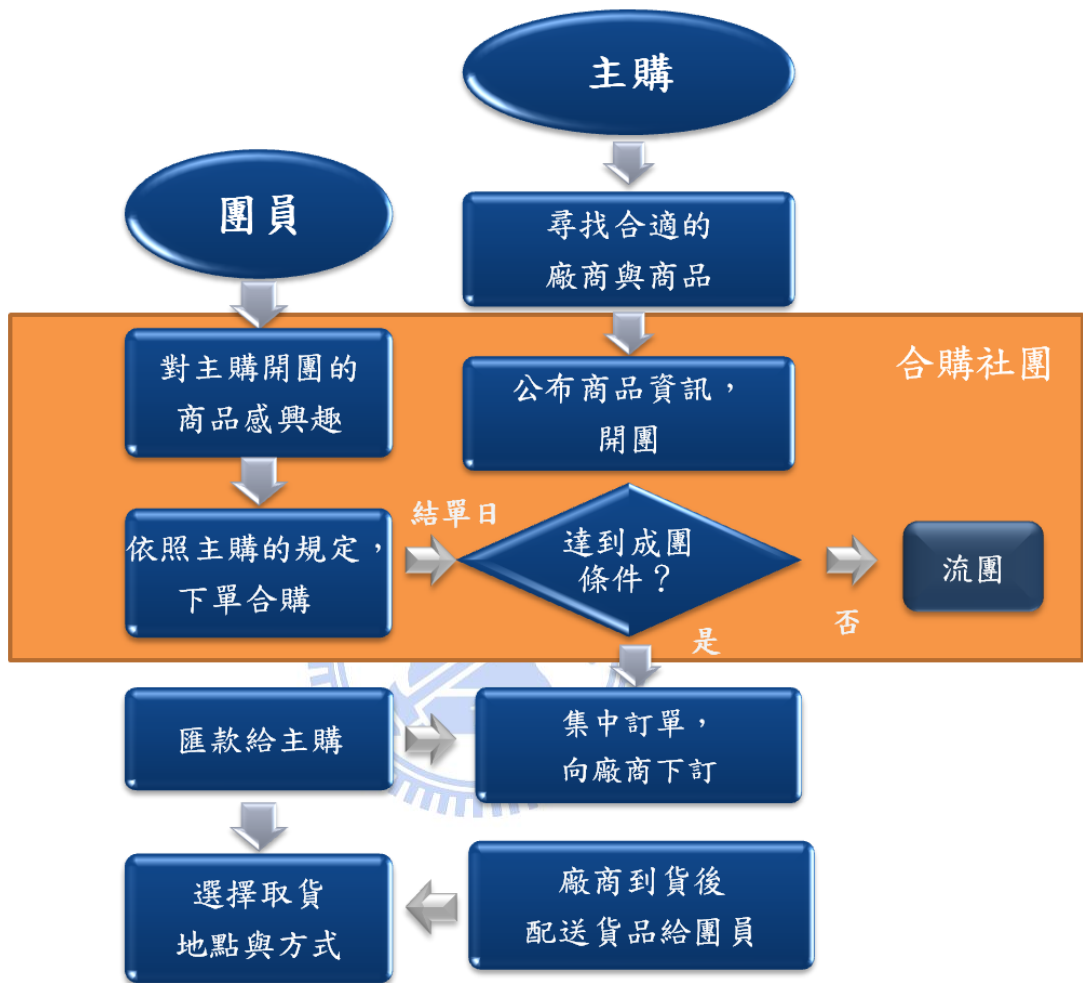 主購
團員
尋找合適的
廠商與商品
合購社團
對主購開團的
商品感興趣
公布商品資訊，
開團
結單日
依照主購的規定，
下單合購
達到成團
條件？
流團
否
是
匯款給主購
集中訂單，
向廠商下訂
選擇取貨
地點與方式
廠商到貨後
配送貨品給團員